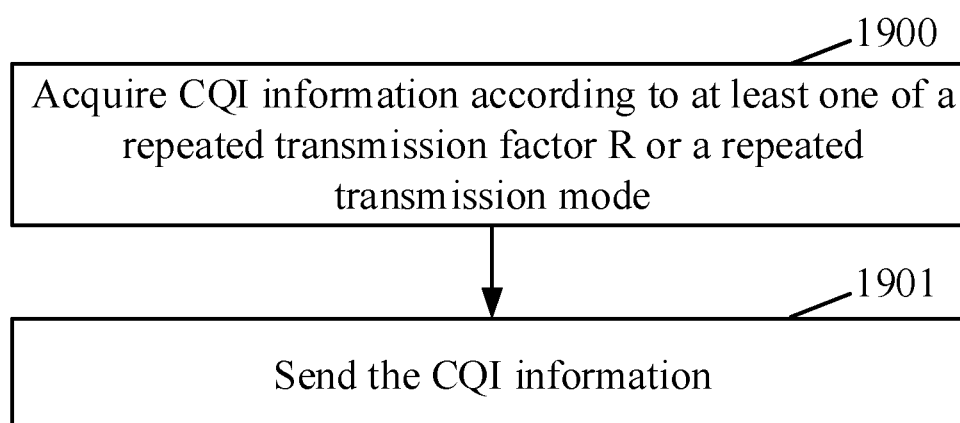 1900
Acquire CQI information according to at least one of a
repeated transmission factor R or a repeated
transmission mode
1901
Send the CQI information